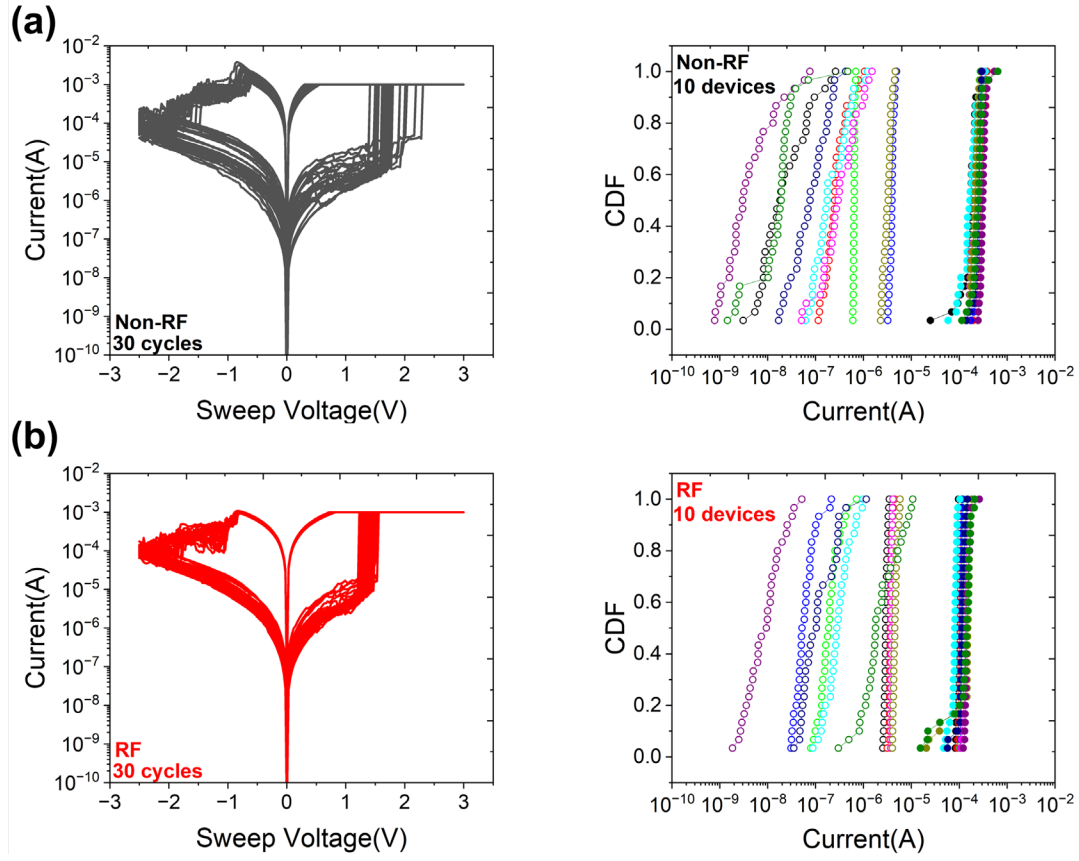 (a)
10⁻²
10⁻³
10⁻⁴
10⁻⁵
10⁻⁶
10⁻⁷
10⁻⁸
10⁻⁹
10⁻¹⁰
Current(A)
Non-RF
30 cycles
−3 −2 −1 0 1 2 3
Sweep Voltage(V)
1.0
0.8
0.6
0.4
0.2
0.0
CDF
Non-RF
10 devices
10⁻¹⁰ 10⁻⁹ 10⁻⁸ 10⁻⁷ 10⁻⁶ 10⁻⁵ 10⁻⁴ 10⁻³ 10⁻²
Current(A)
(b)
10⁻²
10⁻³
10⁻⁴
10⁻⁵
10⁻⁶
10⁻⁷
10⁻⁸
10⁻⁹
10⁻¹⁰
Current(A)
RF
30 cycles
−3 −2 −1 0 1 2 3
Sweep Voltage(V)
1.0
0.8
0.6
0.4
0.2
0.0
CDF
RF
10 devices
10⁻¹⁰ 10⁻⁹ 10⁻⁸ 10⁻⁷ 10⁻⁶ 10⁻⁵ 10⁻⁴ 10⁻³ 10⁻²
Current(A)